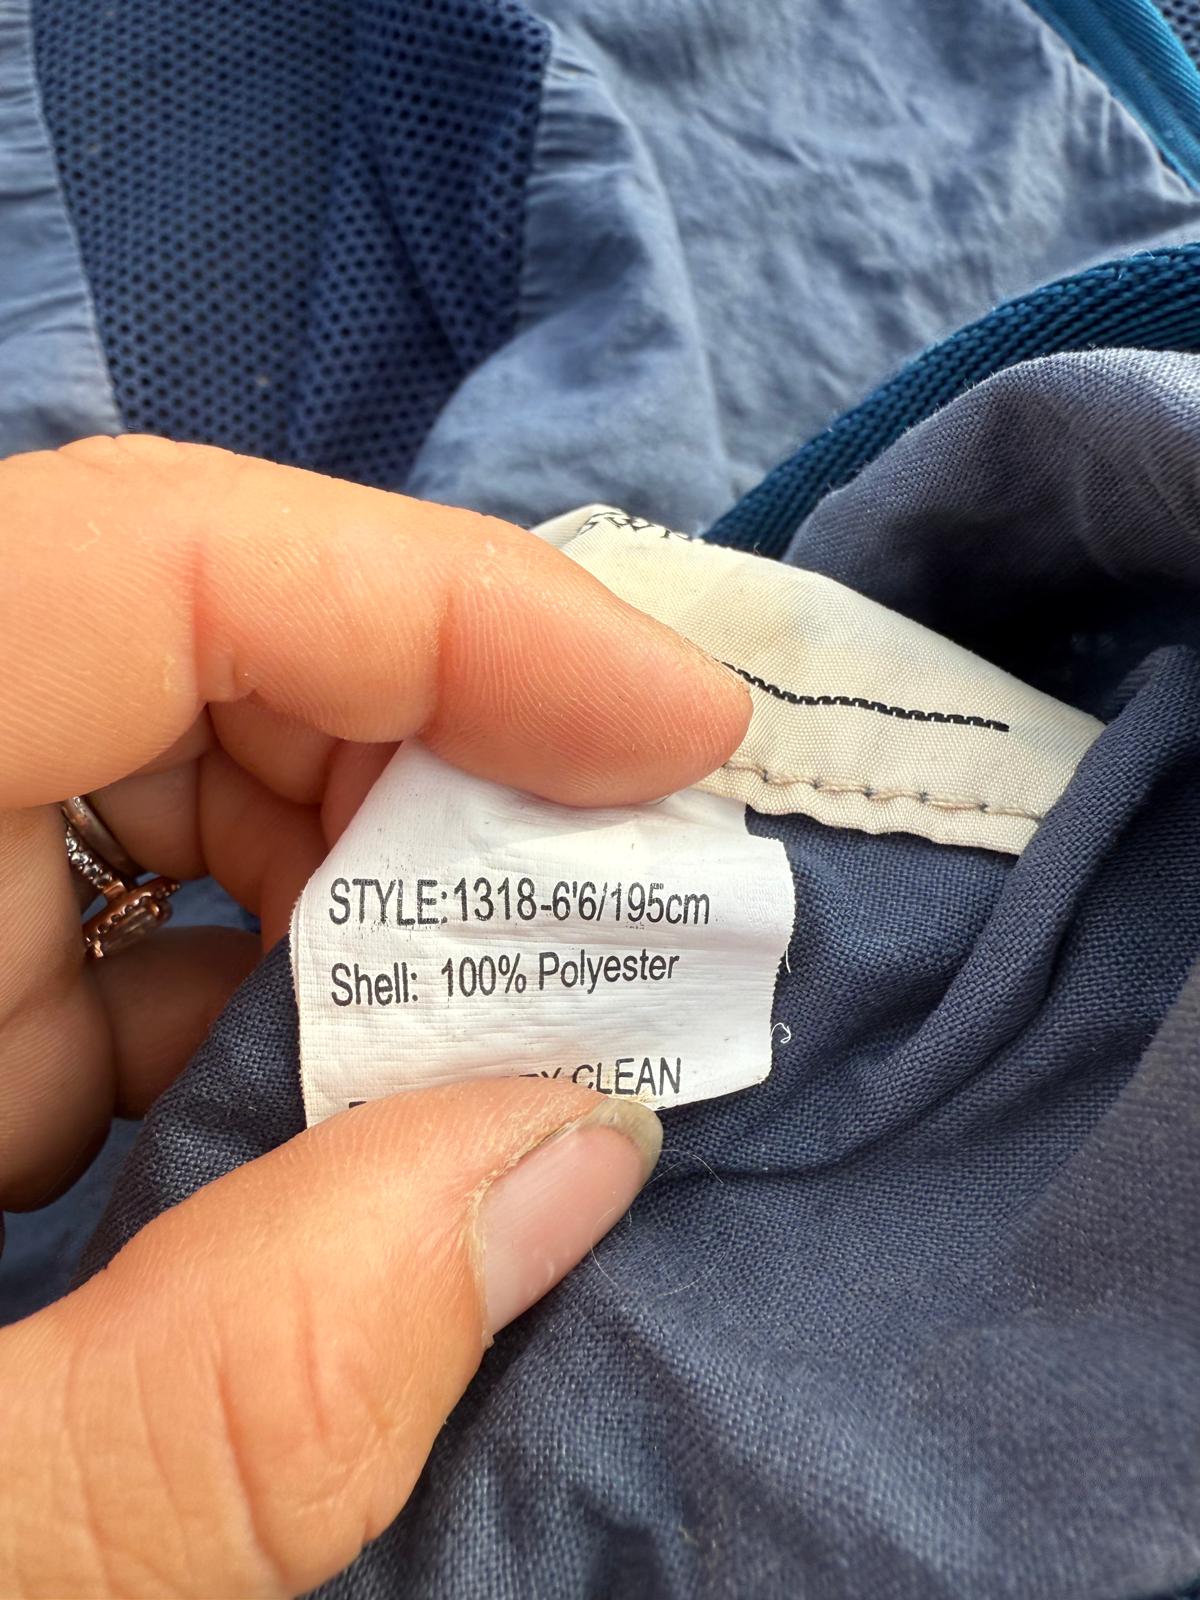 STYLE:1318-6'6/195cm
Shell: 100% Polyester
CLEAN